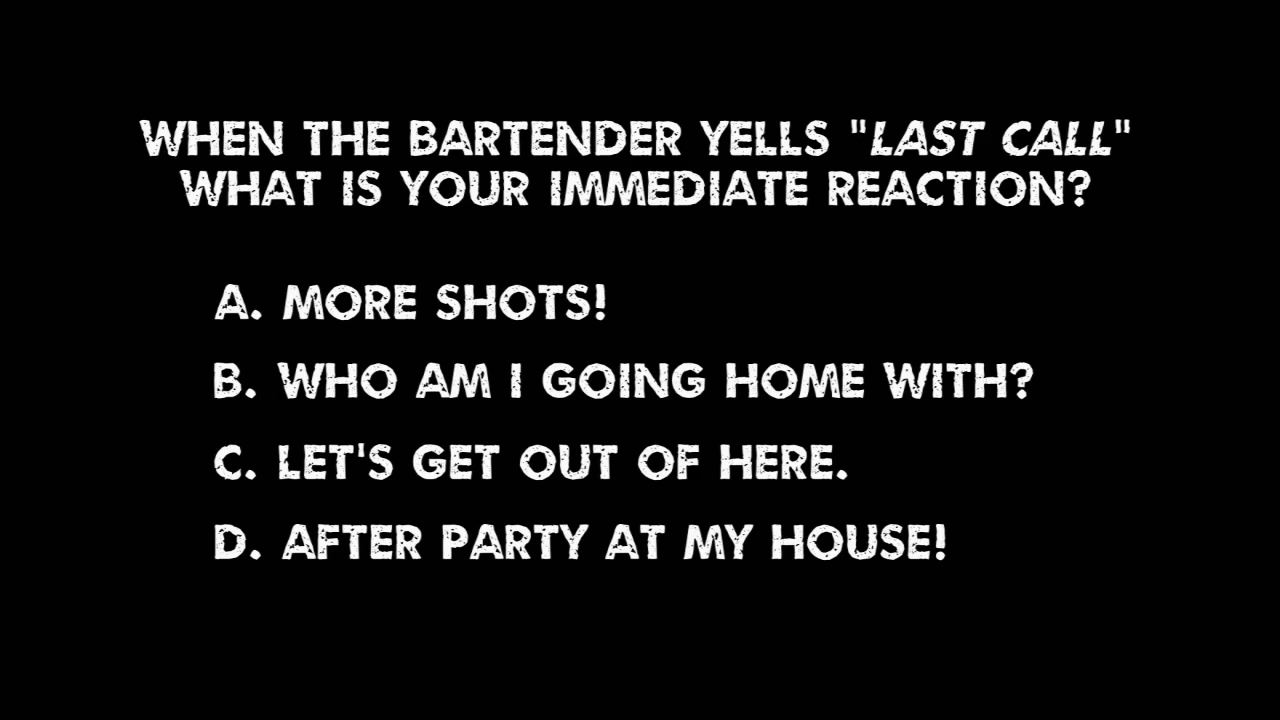 WHEN THE BARTENDER YELLS "LAST CALL"
WHAT IS YOUR IMMEDIATE REACTION?
A. MORE SHOTS!
B. WHO AM I GOING HOME WITH?
C. LET'S GET OUT OF HERE.
D. AFTER PARTY AT MY HOUSE!